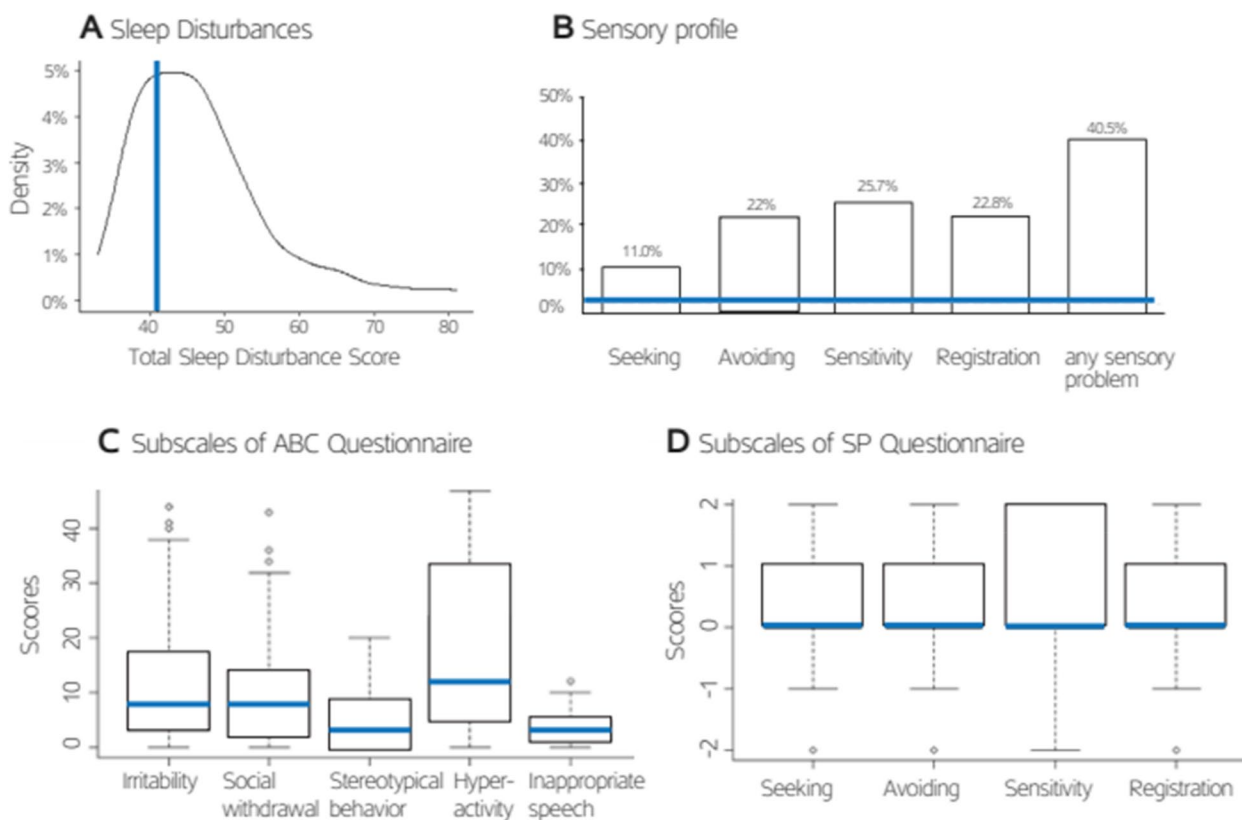 A Sleep Disturbances
5%
4%
3%
2%
1%
0%
Density
40 50 60 70 80
Total Sleep Disturbance Score
B Sensory profile
50%
40%
30%
20%
10%
0%
11.0%
22%
25.7%
22.8%
40.5%
Seeking Avoiding Sensitivity Registration any sensory
problem
C Subscales of ABC Questionnaire
Scoores
40
30
20
10
0
Irritability Social Stereotypical Hyper- Inappropriate
withdrawal behavior activity speech
D Subscales of SP Questionnaire
Scoores
2
1
0
-1
-2
Seeking Avoiding Sensitivity Registration